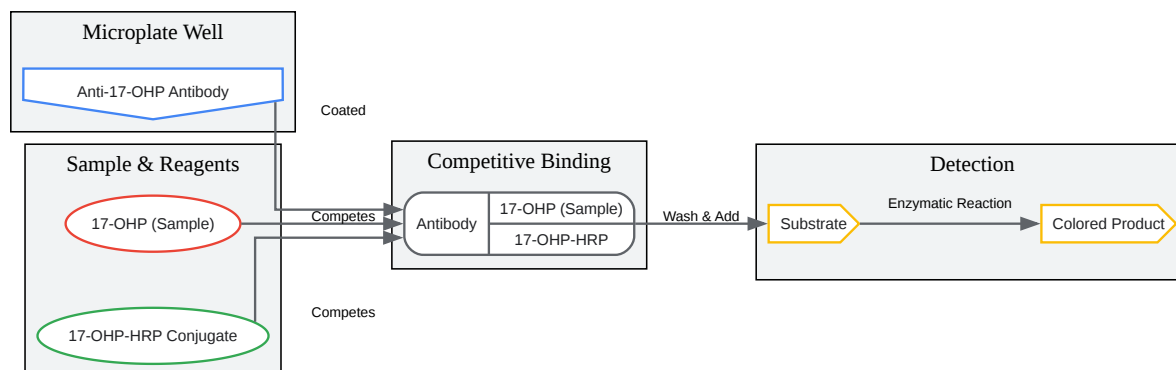 Microplate Well
Anti-17-OHP Antibody
Coated
Sample & Reagents
17-OHP (Sample)
Competes
17-OHP-HRP Conjugate
Competes
Competitive Binding
Antibody
17-OHP (Sample)
17-OHP-HRP
Wash & Add
Detection
Substrate
Enzymatic Reaction
Colored Product